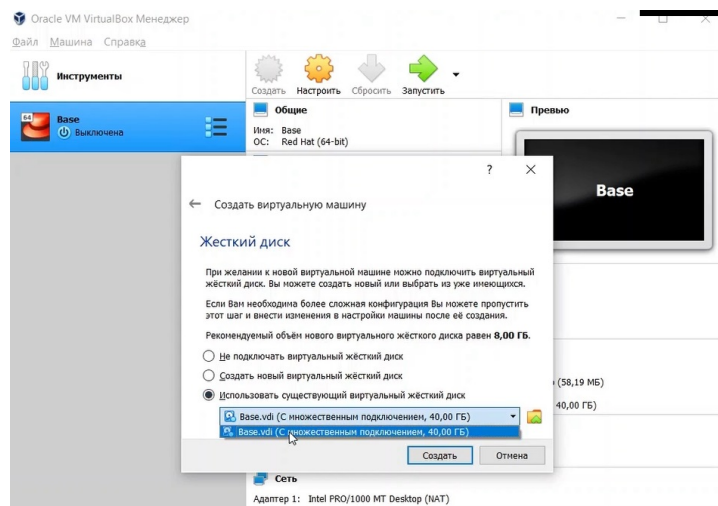 Oracle VM VirtualBox Менеджер
Файл Машина Справка
Инструменты
Создать Настроить Сбросить Запустить
64
Base
Выключена
Общие
Имя: Base
ОС: Red Hat (64-bit)
Превью
Base
? ×
← Создать виртуальную машину
Жесткий диск
При желании к новой виртуальной машине можно подключить виртуальный
жёсткий диск. Вы можете создать новый или выбрать из уже имеющихся.
Если Вам необходима более сложная конфигурация Вы можете пропустить
этот шаг и внести изменения в настройки машины после её создания.
Рекомендуемый объём нового виртуального жёсткого диска равен 8,00 ГБ.
Не подключать виртуальный жёсткий диск
Создать новый виртуальный жёсткий диск
Использовать существующий виртуальный жёсткий диск
Base.vdi (С множественным подключением, 40,00 ГБ)
Base.vdi (С множественным подключением, 40,00 ГБ)
Создать Отмена
(58,19 МБ)
40,00 ГБ)
Сеть
Адаптер 1: Intel PRO/1000 MT Desktop (NAT)